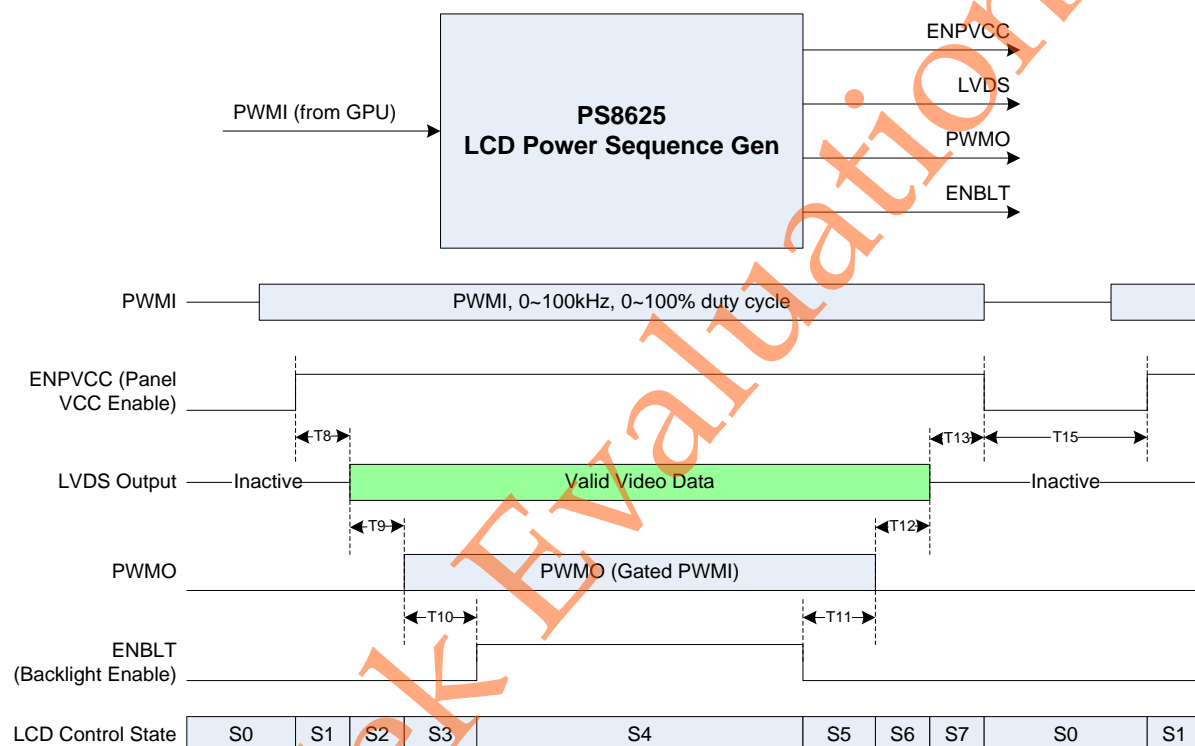 ENPVCC
LVDS
PWMI (from GPU)
PS8625
LCD Power Sequence Gen
PWMO
ENBLT
PWMI
PWMI, 0~100kHz, 0~100% duty cycle
ENPVCC (Panel
VCC Enable)
T8
T13
T15
LVDS Output
Inactive
Valid Video Data
Inactive
T9
T12
PWMO
PWMO (Gated PWMI)
T10
T11
ENBLT
(Backlight Enable)
LCD Control State
S0
S1
S2
S3
S4
S5
S6
S7
S0
S1
ak Evaluation